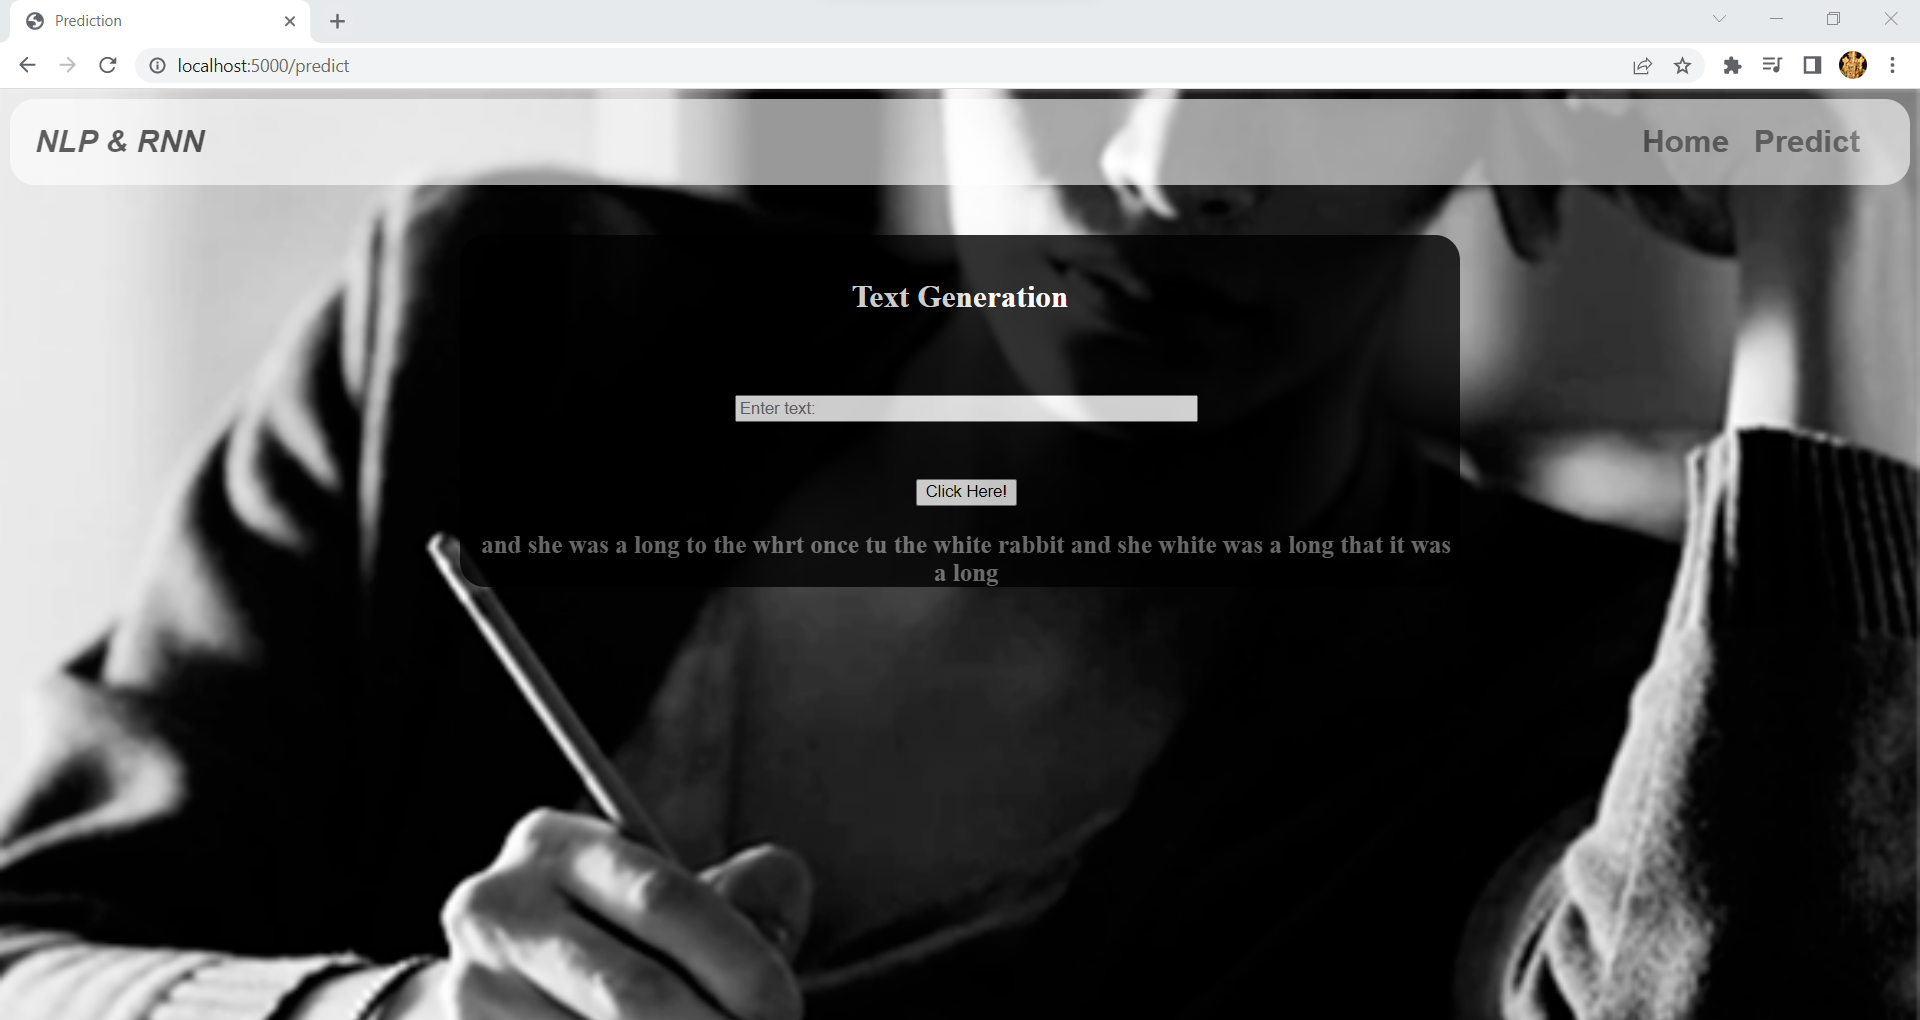 Prediction
localhost:5000/predict
NLP & RNN
Home Predict
Text Generation
Enter text:
Click Here!
and she was a long to the whrt once tu the white rabbit and she white was a long that it was
a long